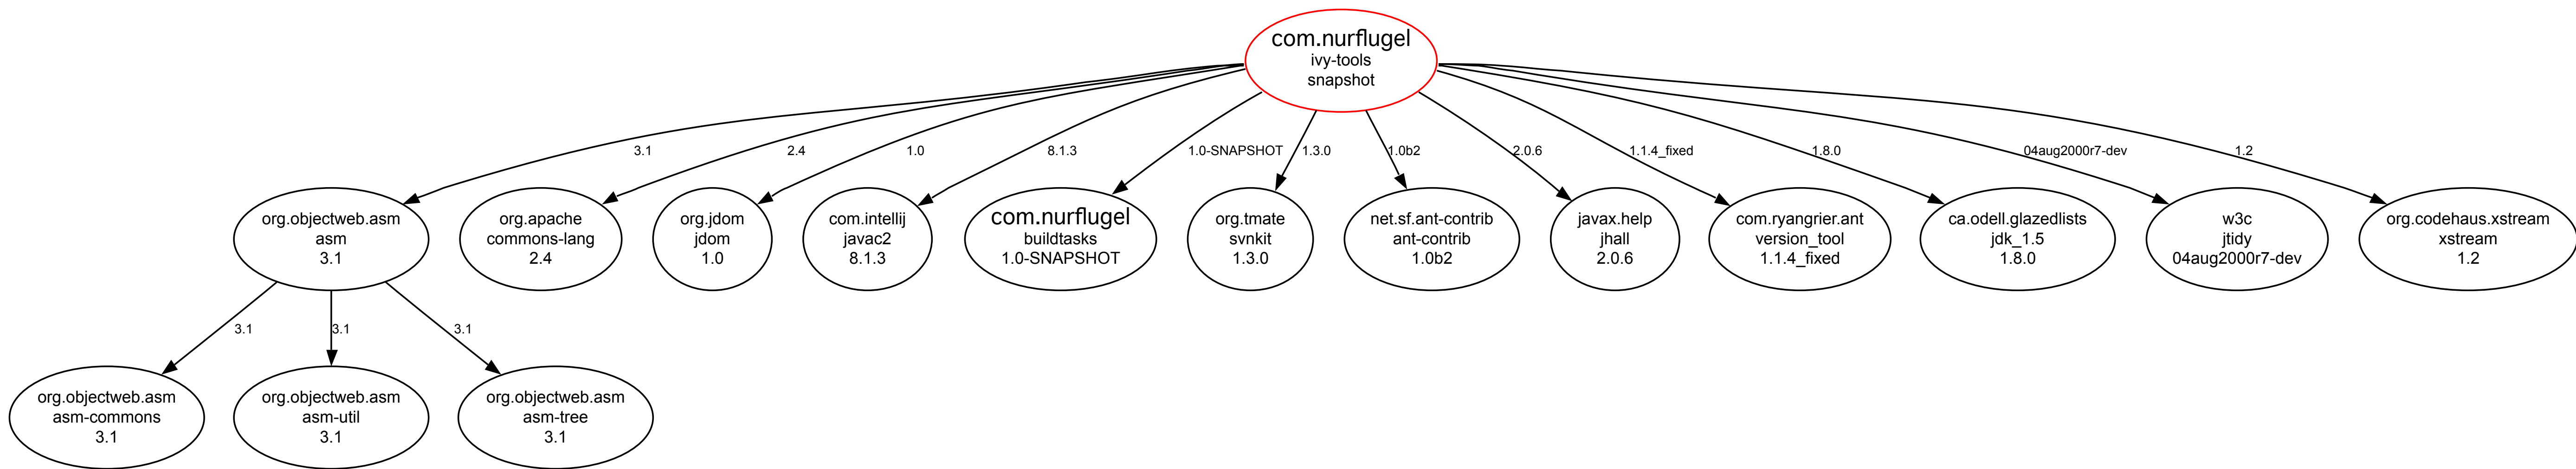 com.nurflugel
ivy-tools
snapshot
3.1
2.4
1.0
8.1.3
1.0-SNAPSHOT
1.3.0
1.0b2
2.0.6
1.1.4_fixed
1.8.0
04aug2000r7-dev
1.2
org.objectweb.asm
asm
3.1
org.apache
commons-lang
2.4
org.jdom
jdom
1.0
com.intellij
javac2
8.1.3
com.nurflugel
buildtasks
1.0-SNAPSHOT
org.tmate
svnkit
1.3.0
net.sf.ant-contrib
ant-contrib
1.0b2
javax.help
jhall
2.0.6
com.ryangrier.ant
version_tool
1.1.4_fixed
ca.odell.glazedlists
jdk_1.5
1.8.0
w3c
jtidy
04aug2000r7-dev
org.codehaus.xstream
xstream
1.2
3.1
3.1
3.1
org.objectweb.asm
asm-commons
3.1
org.objectweb.asm
asm-util
3.1
org.objectweb.asm
asm-tree
3.1